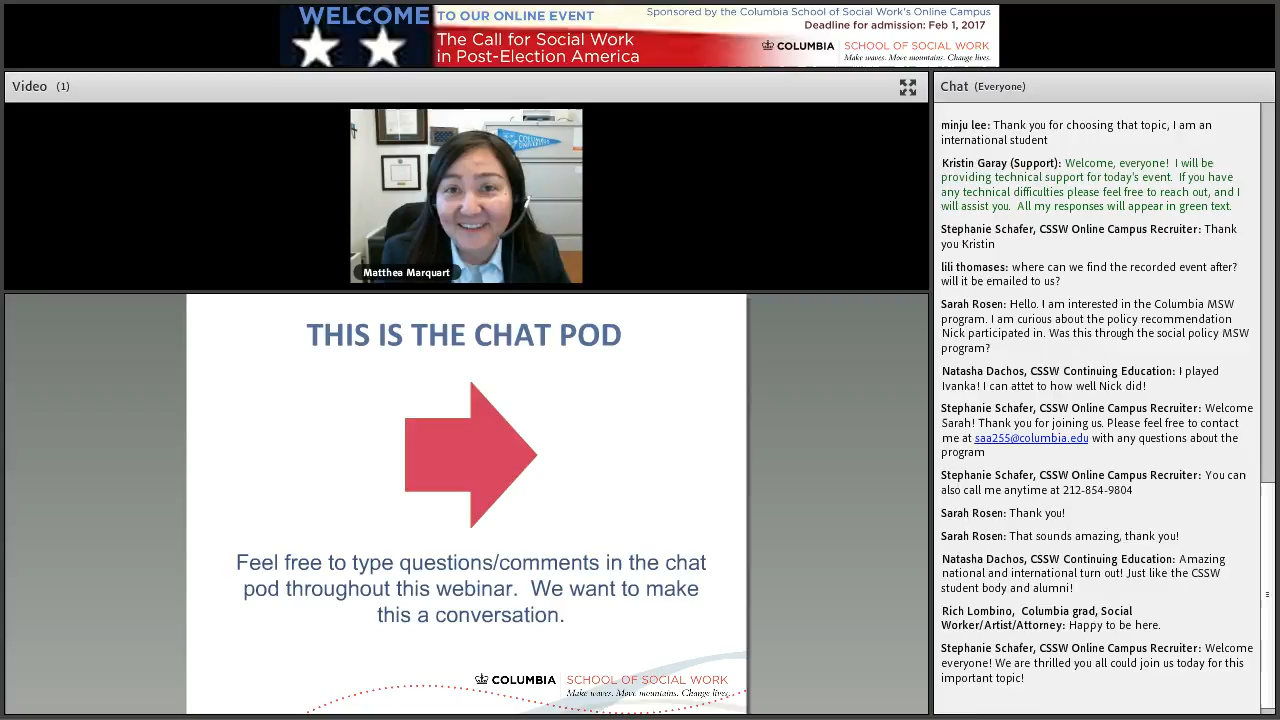 WELCOME TO OUR ONLINE EVENT
The Call for Social Work
in Post-Election America
Sponsored by the Columbia School of Social Work's Online Campus
Deadline for admission: Feb 1, 2017
COLUMBIA SCHOOL OF SOCIAL WORK
Make waves. Move mountains. Change lives.
Video (1)
Matthea Marquart
THIS IS THE CHAT POD
Feel free to type questions/comments in the chat
pod throughout this webinar. We want to make
this a conversation.
COLUMBIA SCHOOL OF SOCIAL WORK
Make waves. Move mountains. Change lives.
Chat (Everyone)
minju lee: Thank you for choosing that topic, I am an
international student
Kristin Garay (Support): Welcome, everyone! I will be
providing technical support for today's event. If you have
any technical difficulties please feel free to reach out, and I
will assist you. All my responses will appear in green text.
Stephanie Schafer, CSSW Online Campus Recruiter: Thank
you Kristin
lili thomases: where can we find the recorded event after?
will it be emailed to us?
Sarah Rosen: Hello. I am interested in the Columbia MSW
program. I am curious about the policy recommendation
Nick participated in. Was this through the social policy MSW
program?
Natasha Dachos, CSSW Continuing Education: I played
Ivanka! I can attet to how well Nick did!
Stephanie Schafer, CSSW Online Campus Recruiter: Welcome
Sarah! Thank you for joining us. Please feel free to contact
me at saa255@columbia.edu with any questions about the
program
Stephanie Schafer, CSSW Online Campus Recruiter: You can
also call me anytime at 212-854-9804
Sarah Rosen: Thank you!
Sarah Rosen: That sounds amazing, thank you!
Natasha Dachos, CSSW Continuing Education: Amazing
national and international turn out! Just like the CSSW
student body and alumni!
Rich Lombino, Columbia grad, Social
Worker/Artist/Attorney: Happy to be here.
Stephanie Schafer, CSSW Online Campus Recruiter: Welcome
everyone! We are thrilled you all could join us today for this
important topic!